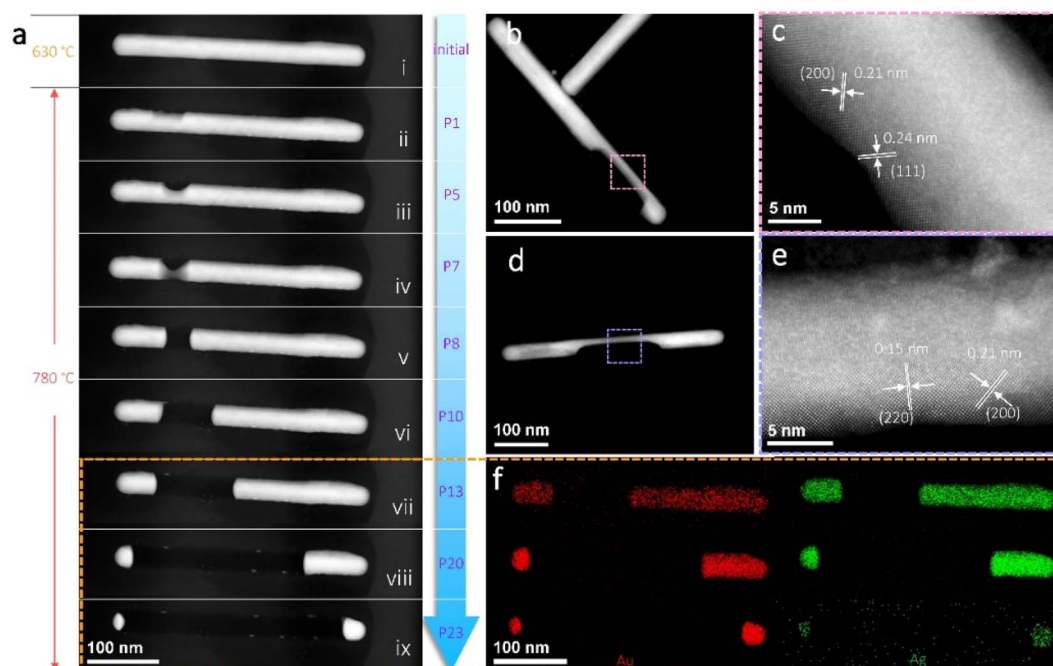 a
630 °C
780 °C
initial
i
P1
ii
P5
iii
P7
iv
P8
v
P10
vi
P13
vii
P20
viii
P23
ix
100 nm
b
100 nm
c
(200)
0.21 nm
0.24 nm
(111)
5 nm
d
100 nm
e
0.15 nm
0.21 nm
(220)
(200)
5 nm
f
100 nm
Au
Ag